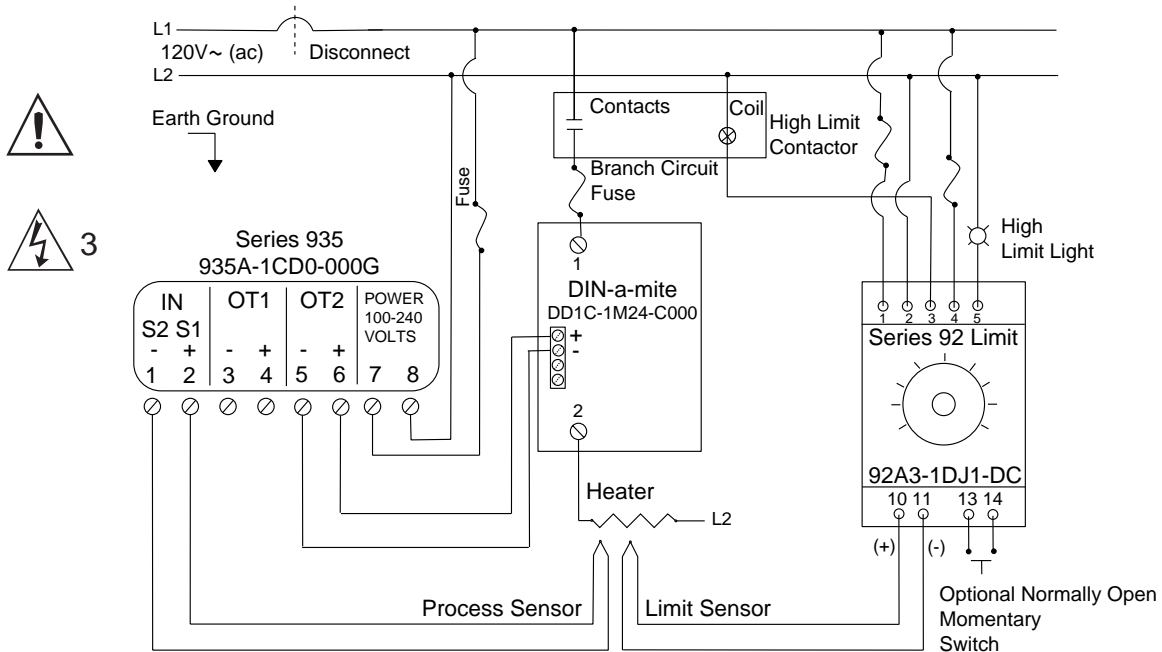 L1
120V~ (ac)
Disconnect
L2
Earth Ground
3
Contacts
Coil
High Limit
Contactor
Branch Circuit
Fuse
Fuse
High
Limit Light
Series 935
935A-1CD0-000G
IN
S2 S1
- +
1 2
OT1
- +
3 4
OT2
- +
5 6
POWER
100-240
VOLTS
7 8
1
DIN-a-mite
DD1C-1M24-C000
+
-
2
Heater
L2
1 2 3 4 5
Series 92 Limit
92A3-1DJ1-DC
10 11 13 14
(+) (-)
Process Sensor
Limit Sensor
Optional Normally Open
Momentary
Switch